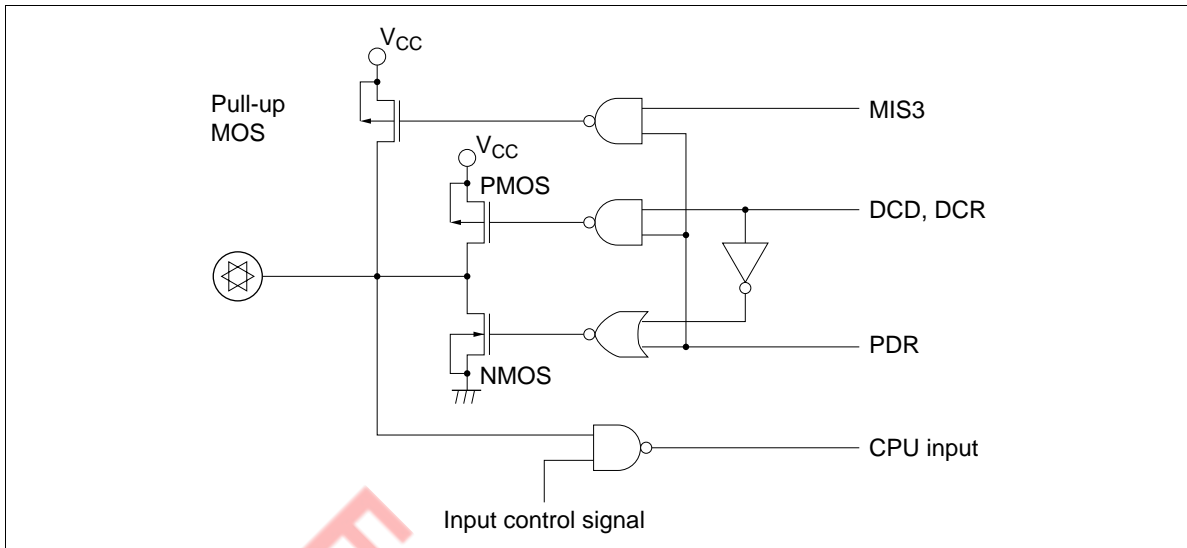 VCC
Pull-up
MOS
MIS3
VCC
PMOS
DCD, DCR
NMOS
PDR
CPU input
Input control signal
E